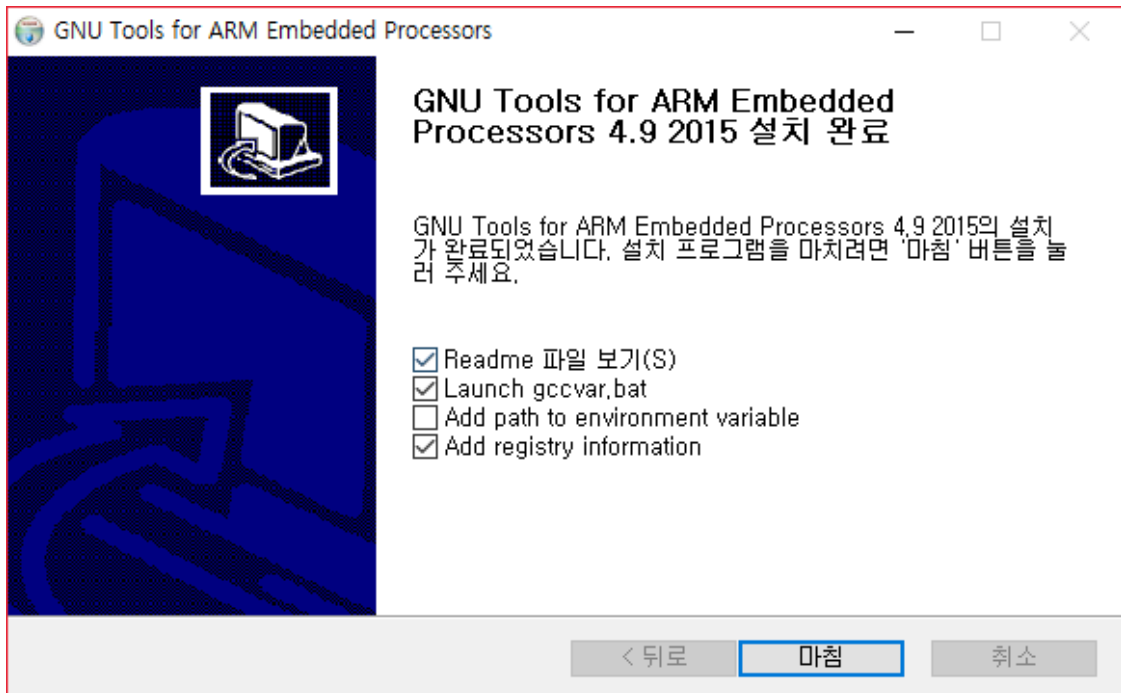 GNU Tools for ARM Embedded Processors
GNU Tools for ARM Embedded
Processors 4.9 2015 설치 완료
GNU Tools for ARM Embedded Processors 4.9 2015의 설치
가 완료되었습니다. 설치 프로그램을 마치려면 '마침' 버튼을 눌
러 주세요.
Readme 파일 보기(S)
Launch gccvar.bat
Add path to environment variable
Add registry information
< 뒤로
마침
취소